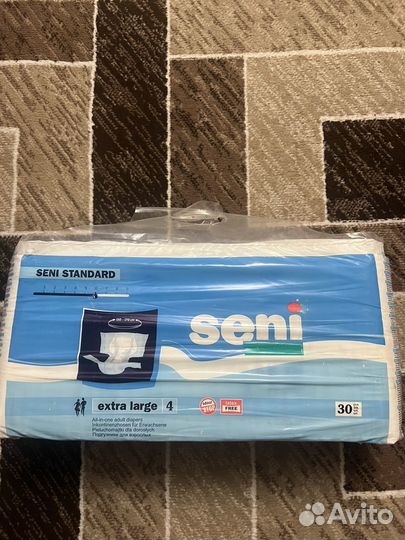 SENI STANDARD
seni
extra large 4
LATEX
FREE
30
All-in-one adult diapers
Inkontinenzhosen für Erwachsene
Pieluchomajtki dla dorosłych
Подгузники для взрослых
Avito